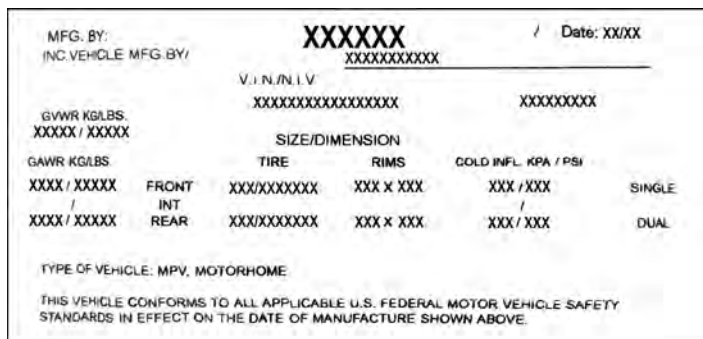 MFG. BY: XXXXXX / Date: XX/XX
INC.VEHICLE MFG.BY/ XXXXXXXXXXX
V.I.N./N.I.V
XXXXXXXXXXXXXXXXX XXXXXXXXX
GVWR KG/LBS.
XXXXX / XXXXX
SIZE/DIMENSION
GAWR KG/LBS. TIRE RIMS COLD INFL. KPA / PSI
XXXX / XXXXX FRONT XXX/XXXXXXX XXX X XXX XXX / XXX SINGLE
/ INT /
XXXX / XXXXX REAR XXX/XXXXXXX XXX X XXX XXX / XXX DUAL
TYPE OF VEHICLE: MPV, MOTORHOME
THIS VEHICLE CONFORMS TO ALL APPLICABLE U.S. FEDERAL MOTOR VEHICLE SAFETY
STANDARDS IN EFFECT ON THE DATE OF MANUFACTURE SHOWN ABOVE.